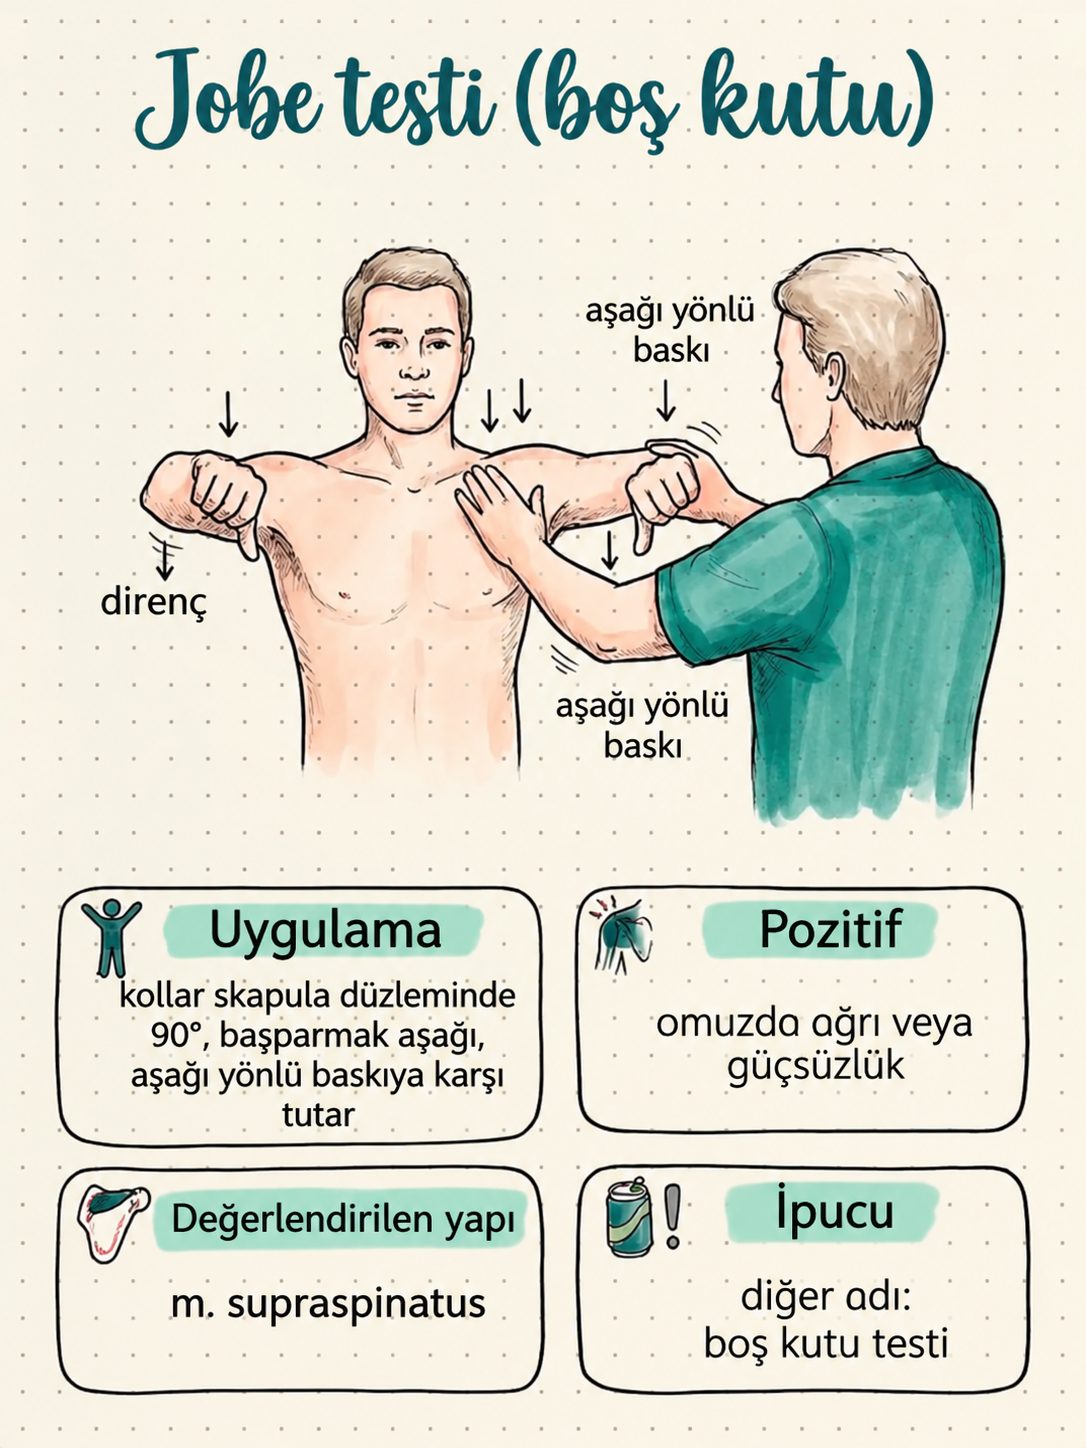 Jobe testi (boş kutu)
aşağı yönlü
baskı
direnç
aşağı yönlü
baskı
Uygulama
kollar skapula düzleminde
90°, başparmak aşağı,
aşağı yönlü baskıya karşı
tutar
Pozitif
omuzda ağrı veya
güçsüzlük
Değerlendirilen yapı
m. supraspinatus
İpucu
diğer adı:
boş kutu testi